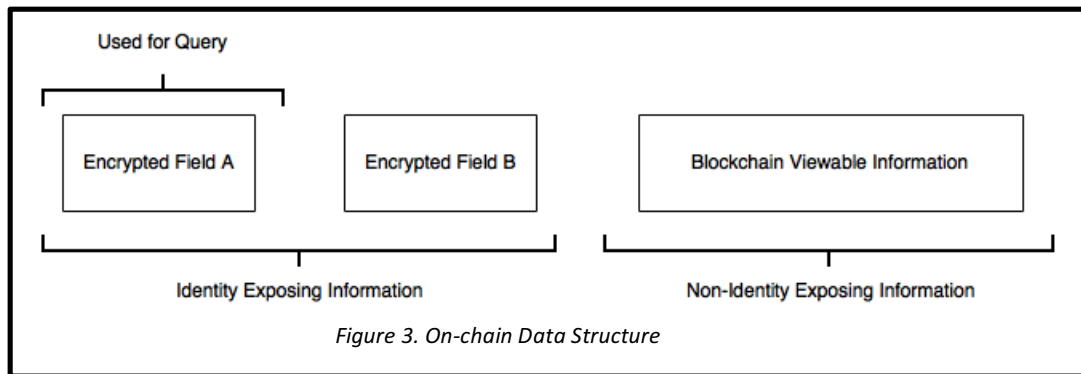 Used for Query
Encrypted Field A
Encrypted Field B
Blockchain Viewable Information
Identity Exposing Information
Non-Identity Exposing Information
Figure 3. On-chain Data Structure